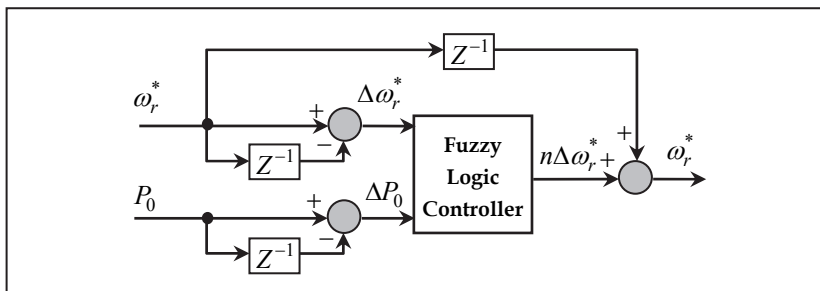 Z⁻¹
ω_r^*
+
Δω_r^*
−
Z⁻¹
Fuzzy
Logic
Controller
nΔω_r^*
+
+
ω_r^*
P_0
+
ΔP_0
−
Z⁻¹